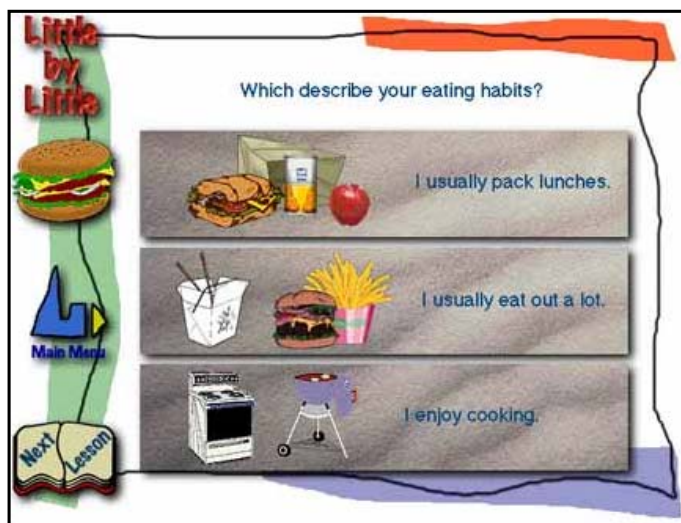 Little
by
Little
Which describe your eating habits?
I usually pack lunches.
I usually eat out a lot.
Main Menu
I enjoy cooking.
Next Lesson